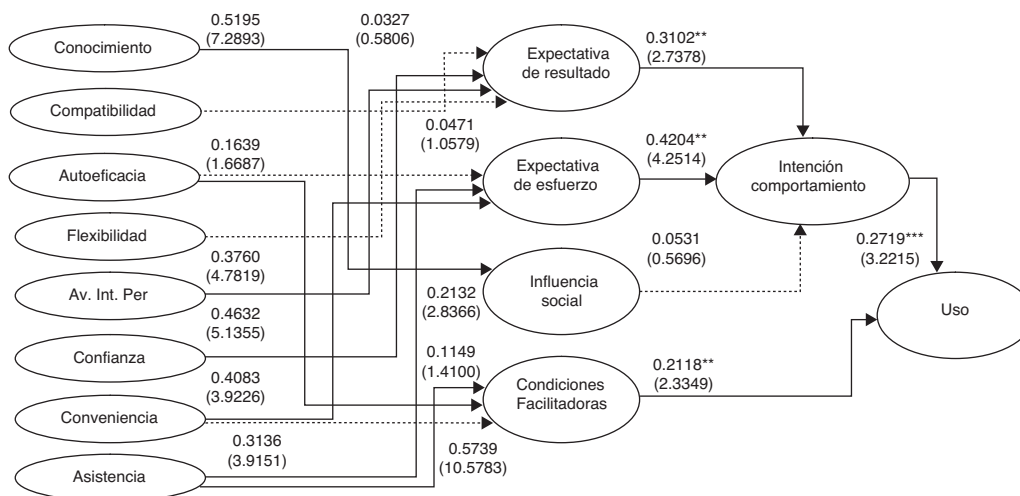 0.5195
(7.2893)
0.0327
(0.5806)
Conocimiento
Expectativa
de resultado
0.3102**
(2.7378)
Compatibilidad
0.0471
(1.0579)
0.1639
(1.6687)
Autoeficacia
Expectativa
de esfuerzo
0.4204**
(4.2514)
Intención
comportamiento
Flexibilidad
0.3760
(4.7819)
0.0531
(0.5696)
0.2719***
(3.2215)
Av. Int. Per
0.2132
(2.8366)
Influencia
social
Uso
0.4632
(5.1355)
Confianza
0.1149
(1.4100)
0.2118**
(2.3349)
0.4083
(3.9226)
Condiciones
Facilitadoras
Conveniencia
0.3136
(3.9151)
0.5739
(10.5783)
Asistencia